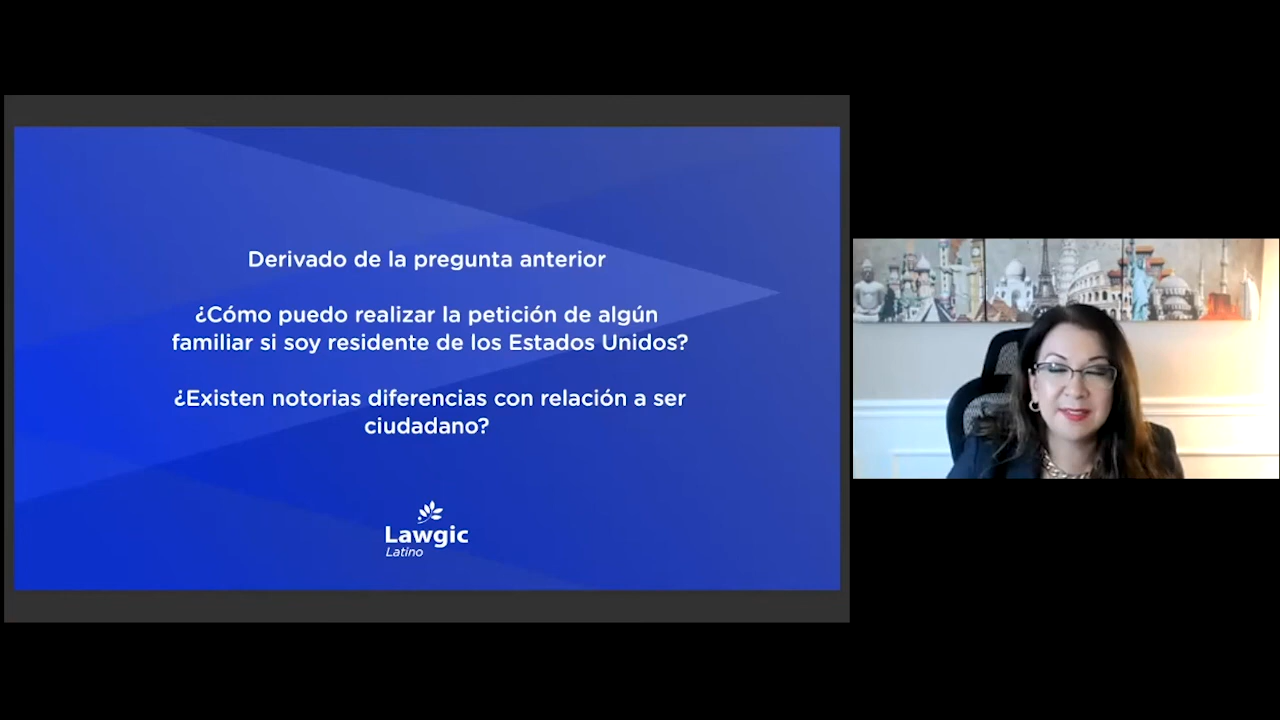 Derivado de la pregunta anterior
¿Cómo puedo realizar la petición de algún
familiar si soy residente de los Estados Unidos?
¿Existen notorias diferencias con relación a ser
ciudadano?
Lawgic
Latino